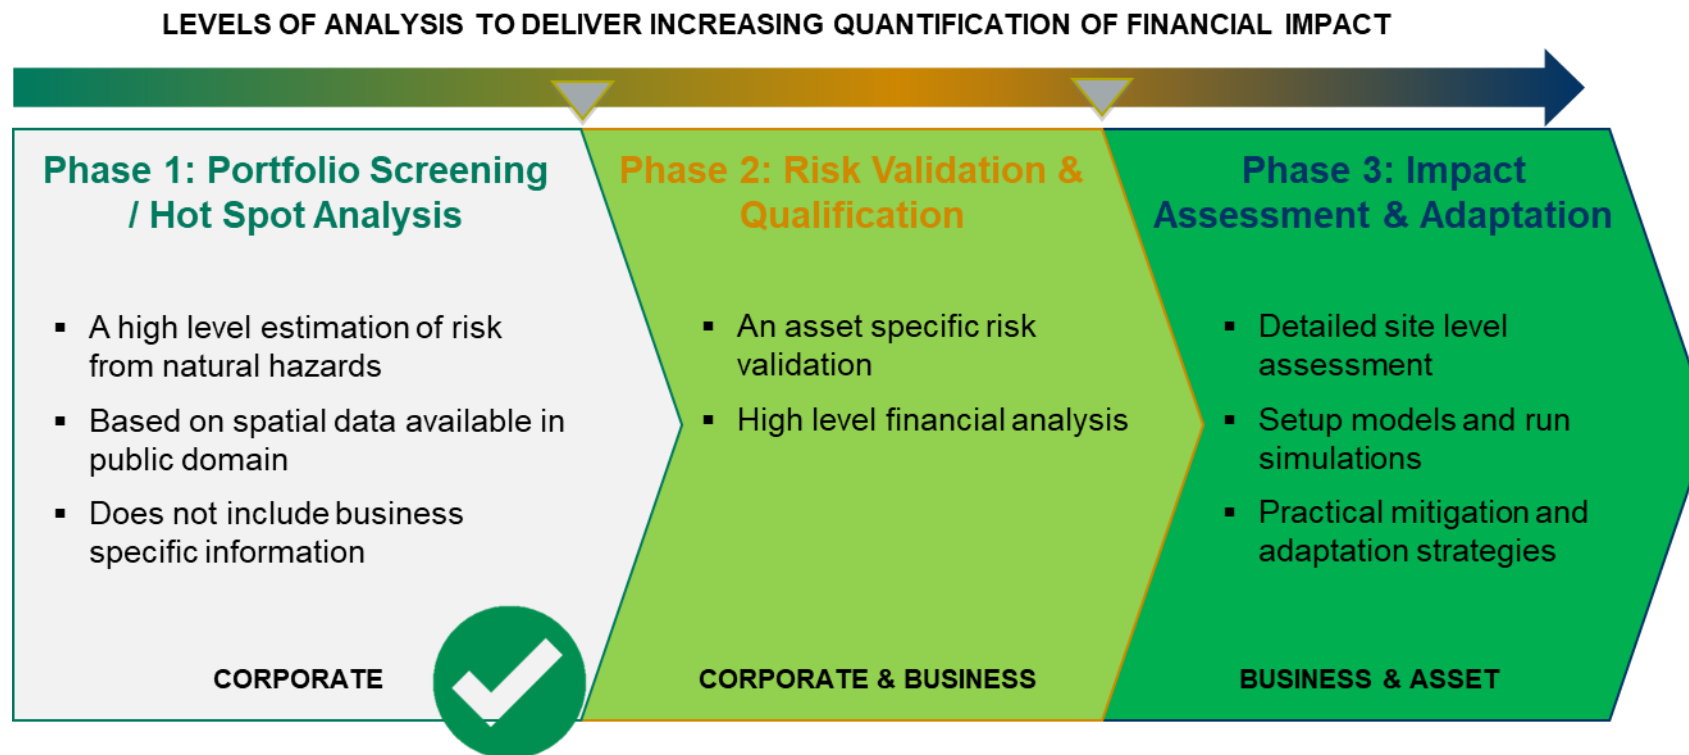 LEVELS OF ANALYSIS TO DELIVER INCREASING QUANTIFICATION OF FINANCIAL IMPACT
Phase 1: Portfolio Screening
/ Hot Spot Analysis
▪ A high level estimation of risk
from natural hazards
▪ Based on spatial data available in
public domain
▪ Does not include business
specific information
CORPORATE
Phase 2: Risk Validation &
Qualification
▪ An asset specific risk
validation
▪ High level financial analysis
CORPORATE & BUSINESS
Phase 3: Impact
Assessment & Adaptation
▪ Detailed site level
assessment
▪ Setup models and run
simulations
▪ Practical mitigation and
adaptation strategies
BUSINESS & ASSET